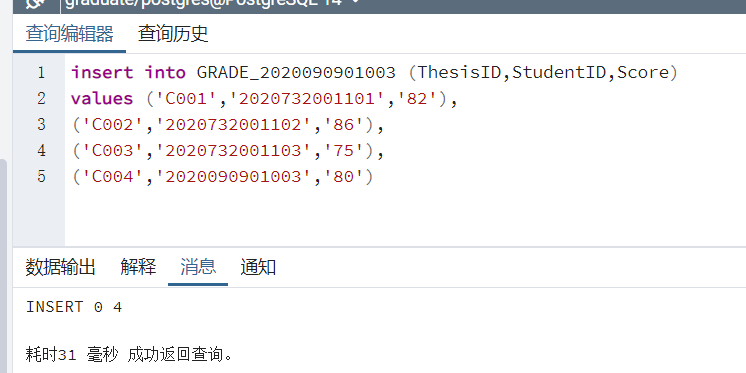 graduate/postgres@PostgreSQL 14
查询编辑器 查询历史
1 insert into GRADE_2020090901003 (ThesisID,StudentID,Score)
2 values ('C001','2020732001101','82'),
3 ('C002','2020732001102','86'),
4 ('C003','2020732001103','75'),
5 ('C004','2020090901003','80')
数据输出 解释 消息 通知
INSERT 0 4
耗时31 毫秒 成功返回查询。